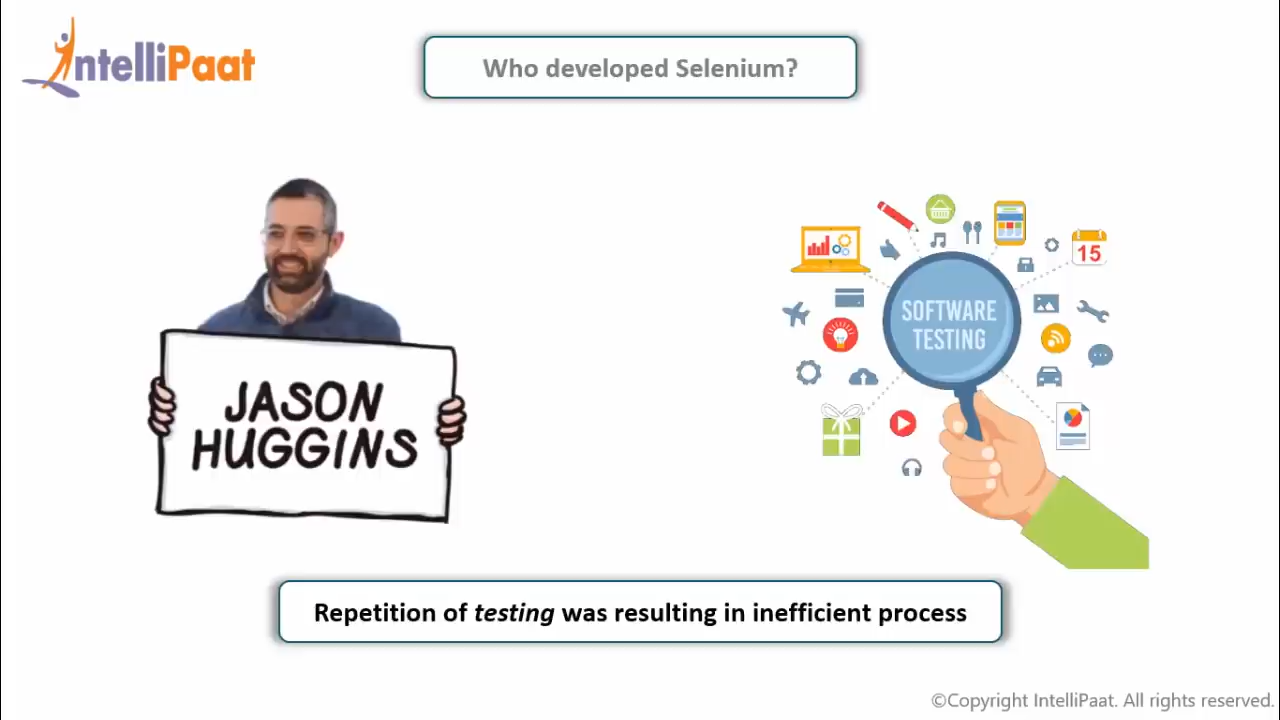 IntelliPaat
Who developed Selenium?
JASON
HUGGINS
SOFTWARE
TESTING
15
Repetition of testing was resulting in inefficient process
©Copyright IntelliPaat. All rights reserved.